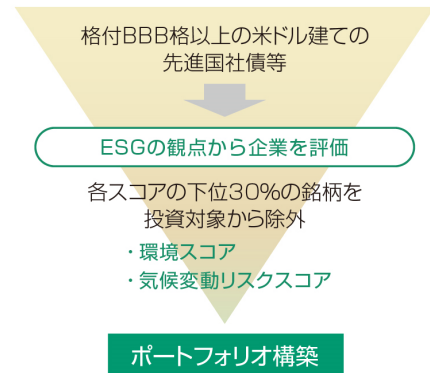 格付BBB格以上の米ドル建ての
先進国社債等
ESGの観点から企業を評価
各スコアの下位30%の銘柄を
投資対象から除外
・環境スコア
・気候変動リスクスコア
ポートフォリオ構築